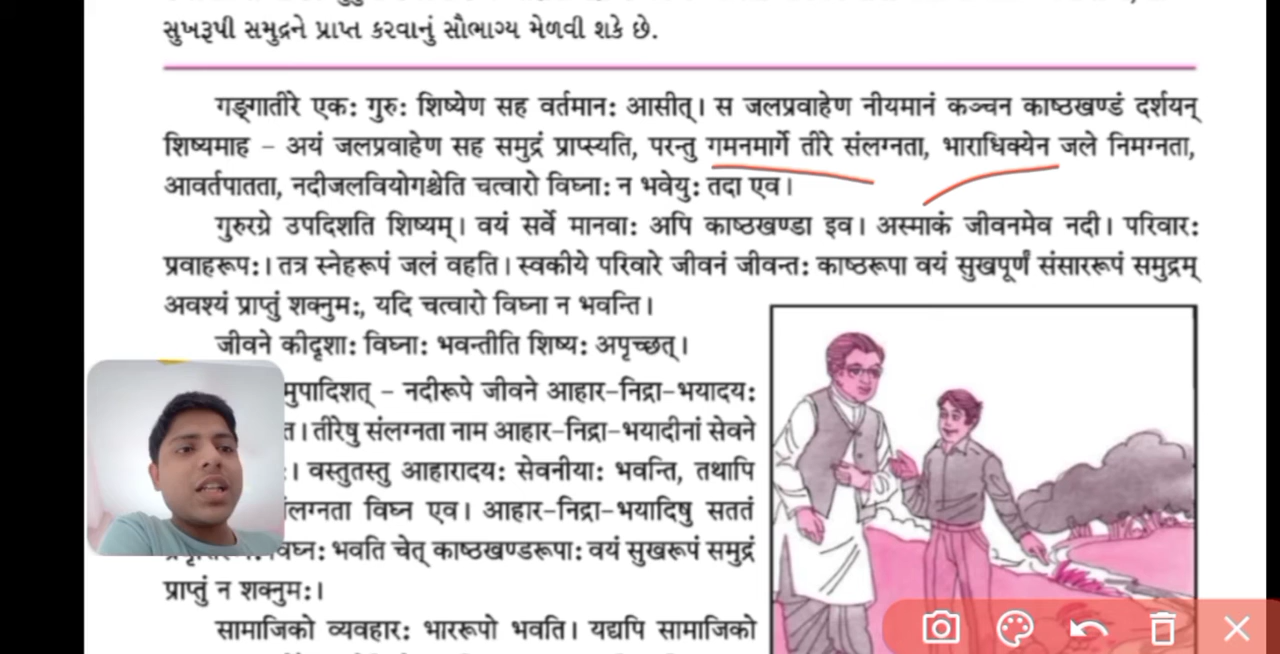 સુખરૂપી સમુદ્રને પ્રાપ્ત કરવાનું સૌભાગ્ય મેળવી શકે છે.
गङ्गातीरे एकः गुरुः शिष्येण सह वर्तमानः आसीत्। स जलप्रवाहेण नीयमानं कञ्चन काष्ठखण्डं दर्शयन्
शिष्यमाह – अयं जलप्रवाहेण सह समुद्रं प्राप्स्यति, परन्तु गमनमार्गे तीरे संलग्नता, भाराधिक्येन जले निमग्नता,
आवर्तपातता, नदीजलवियोगश्चेति चत्वारो विघ्नाः न भवेयुः तदा एव।
गुरुरग्रे उपदिशति शिष्यम्। वयं सर्वे मानवाः अपि काष्ठखण्डा इव। अस्माकं जीवनमेव नदी। परिवारः
प्रवाहरूपः। तत्र स्नेहरूपं जलं वहति। स्वकीये परिवारे जीवनं जीवन्तः काष्ठरूपा वयं सुखपूर्णं संसाररूपं समुद्रम्
अवश्यं प्राप्तुं शक्नुमः, यदि चत्वारो विघ्ना न भवन्ति।
जीवने कीदृशाः विघ्नाः भवन्तीति शिष्यः अपृच्छत्।
मुपादिशत् – नदीरूपे जीवने आहार-निद्रा-भयादयः
त। तीरेषु संलग्नता नाम आहार-निद्रा-भयादीनां सेवने
। वस्तुतस्तु आहारादयः सेवनीयाः भवन्ति, तथापि
लग्नता विघ्न एव। आहार-निद्रा-भयादिषु सततं
विघ्नः भवति चेत् काष्ठखण्डरूपाः वयं सुखरूपं समुद्रं
प्राप्तुं न शक्नुमः।
सामाजिको व्यवहारः भाररूपो भवति। यद्यपि सामाजिको